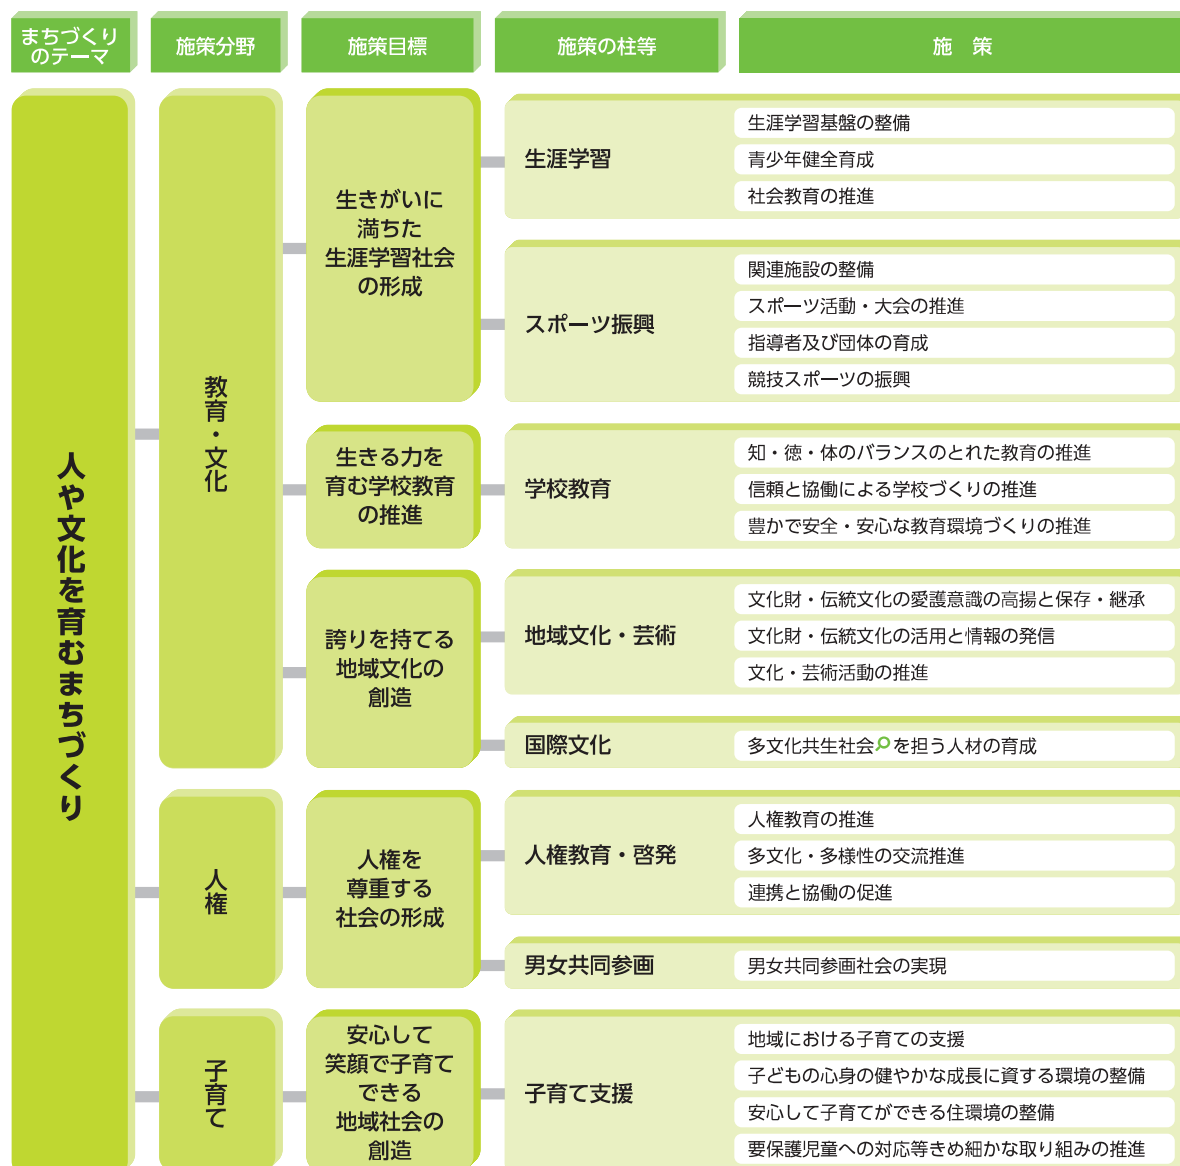 まちづくり
のテーマ
施策分野
施策目標
施策の柱等
施　策
人や文化を育むまちづくり
教育・文化
生きがいに
満ちた
生涯学習社会
の形成
生涯学習
生涯学習基盤の整備
青少年健全育成
社会教育の推進
スポーツ振興
関連施設の整備
スポーツ活動・大会の推進
指導者及び団体の育成
競技スポーツの振興
生きる力を
育む学校教育
の推進
学校教育
知・徳・体のバランスのとれた教育の推進
信頼と協働による学校づくりの推進
豊かで安全・安心な教育環境づくりの推進
誇りを持てる
地域文化の
創造
地域文化・芸術
文化財・伝統文化の愛護意識の高揚と保存・継承
文化財・伝統文化の活用と情報の発信
文化・芸術活動の推進
国際文化
多文化共生社会を担う人材の育成
人権
人権を
尊重する
社会の形成
人権教育・啓発
人権教育の推進
多文化・多様性の交流推進
連携と協働の促進
男女共同参画
男女共同参画社会の実現
子育て
安心して
笑顔で子育て
できる
地域社会の
創造
子育て支援
地域における子育ての支援
子どもの心身の健やかな成長に資する環境の整備
安心して子育てができる住環境の整備
要保護児童への対応等きめ細かな取り組みの推進